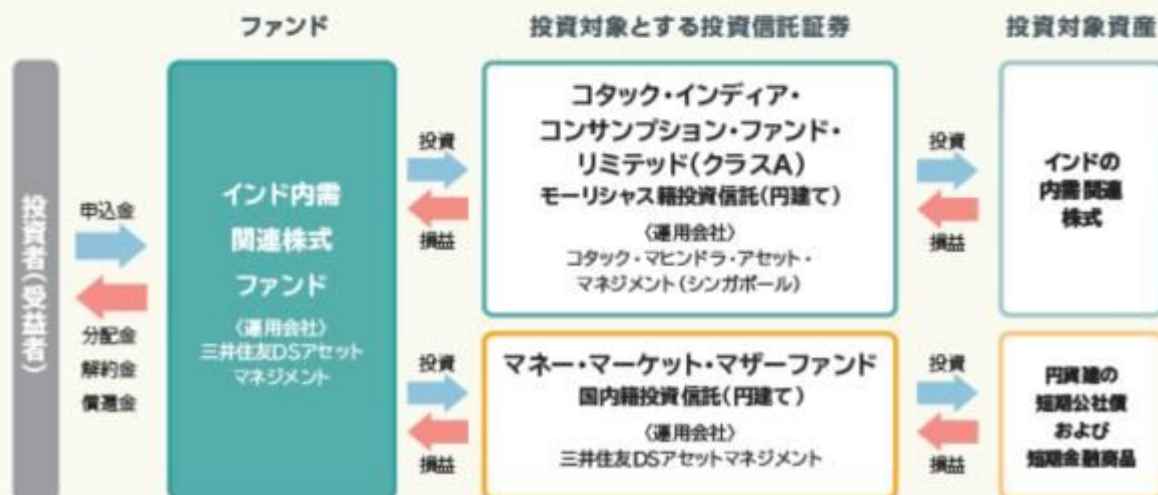 ファンド
投資対象とする投資信託証券
投資対象資産
投資者(受益者)
申込金
分配金
解約金
償還金
インド内需
関連株式
ファンド
〈運用会社〉
三井住友DSアセット
マネジメント
投資
損益
コタック・インディア・
コンサンプション・ファンド・
リミテッド(クラスA)
モーリシャス籍投資信託(円建て)
〈運用会社〉
コタック・マヒンドラ・アセット・
マネジメント(シンガポール)
投資
損益
インドの
内需関連
株式
投資
損益
マネー・マーケット・マザーファンド
国内籍投資信託(円建て)
〈運用会社〉
三井住友DSアセットマネジメント
投資
損益
円貨建の
短期公社債
および
短期金融商品